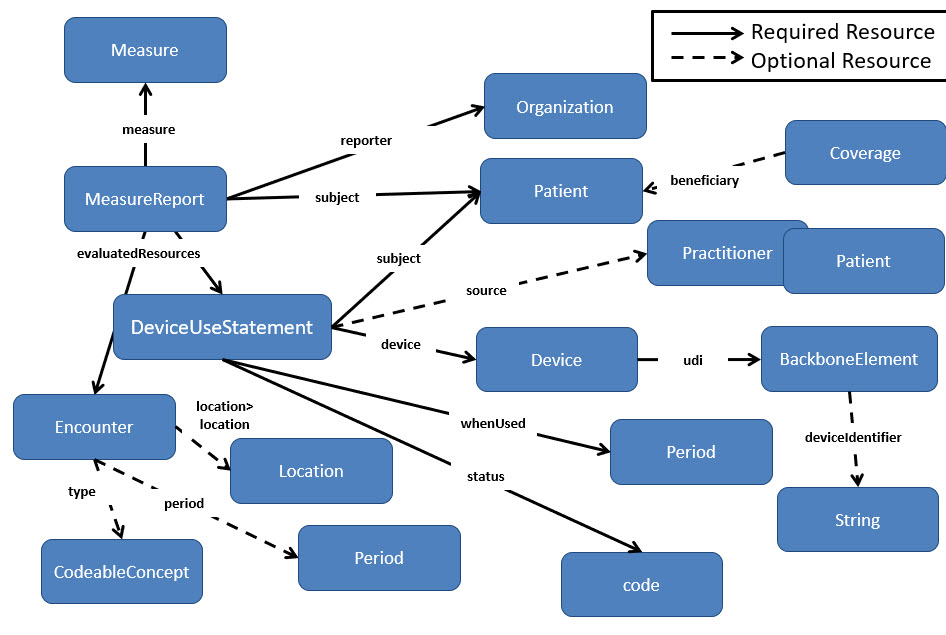 Measure
Required Resource
Optional Resource
Organization
measure
reporter
Coverage
MeasureReport
subject
Patient
beneficiary
evaluatedResources
subject
Practitioner
Patient
source
DeviceUseStatement
device
Device
udi
BackboneElement
location>
location
Encounter
whenUsed
deviceIdentifier
Period
Location
status
type
period
String
CodeableConcept
Period
code